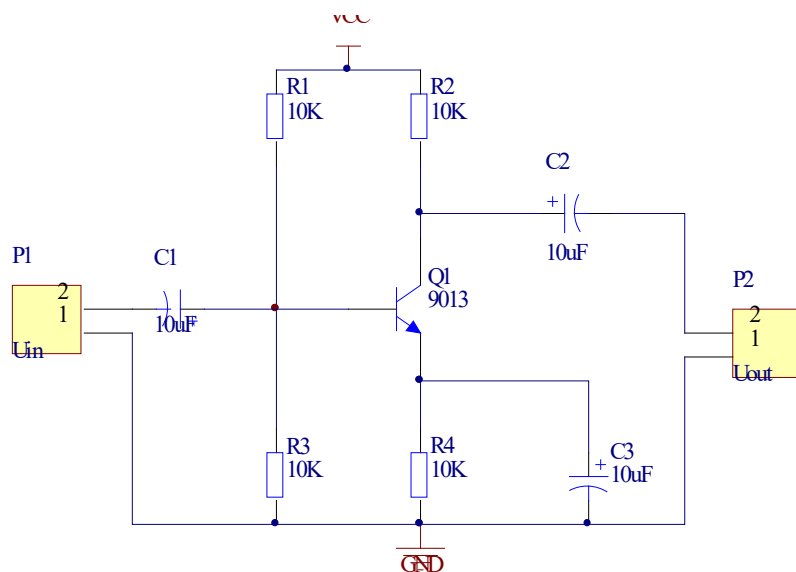 VCC
R1
10K
R2
10K
C2
+
10uF
P1
2
1
Uin
C1
10uF
+
Q1
9013
P2
2
1
Uout
R3
10K
R4
10K
C3
+
10uF
GND